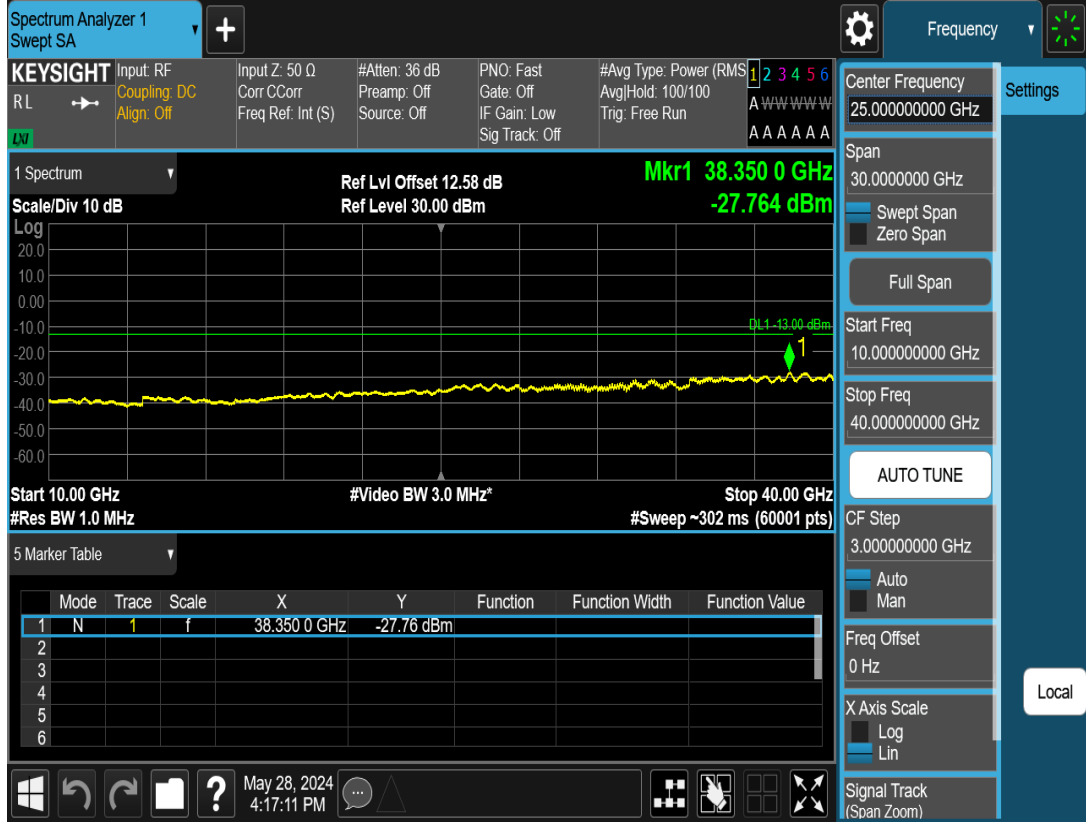 Spectrum Analyzer 1
Swept SA
+
Frequency
KEYSIGHT
RL
LXI
Input: RF
Coupling: DC
Align: Off
Input Z: 50 Ω
Corr CCorr
Freq Ref: Int (S)
#Atten: 36 dB
Preamp: Off
Source: Off
PNO: Fast
Gate: Off
IF Gain: Low
Sig Track: Off
#Avg Type: Power (RMS
Avg|Hold: 100/100
Trig: Free Run
1 2 3 4 5 6
A W W W W W
A A A A A A
Center Frequency
25.000000000 GHz
Settings
Span
30.0000000 GHz
Swept Span
Zero Span
Full Span
Start Freq
10.000000000 GHz
Stop Freq
40.000000000 GHz
AUTO TUNE
CF Step
3.000000000 GHz
Auto
Man
Freq Offset
0 Hz
X Axis Scale
Log
Lin
Signal Track
(Span Zoom)
Local
1 Spectrum
Scale/Div 10 dB
Log
Ref Lvl Offset 12.58 dB
Ref Level 30.00 dBm
Mkr1 38.350 0 GHz
-27.764 dBm
20.0
10.0
0.00
-10.0
-20.0
-30.0
-40.0
-50.0
-60.0
DL1 -13.00 dBm
1
Start 10.00 GHz
#Video BW 3.0 MHz*
Stop 40.00 GHz
#Res BW 1.0 MHz
#Sweep ~302 ms (60001 pts)
5 Marker Table
Mode Trace Scale X Y Function Function Width Function Value
1 N 1 f 38.350 0 GHz -27.76 dBm
2
3
4
5
6
?
May 28, 2024
4:17:11 PM